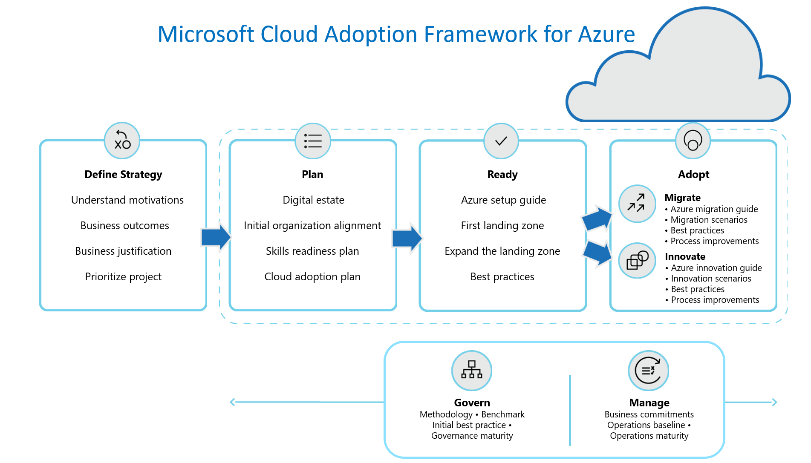 Microsoft Cloud Adoption Framework for Azure
XO
Define Strategy
Understand motivations
Business outcomes
Business justification
Prioritize project
Plan
Digital estate
Initial organization alignment
Skills readiness plan
Cloud adoption plan
Ready
Azure setup guide
First landing zone
Expand the landing zone
Best practices
Adopt
Migrate
• Azure migration guide
• Migration scenarios
• Best practices
• Process improvements
Innovate
• Azure innovation guide
• Innovation scenarios
• Best practices
• Process improvements
Govern
Methodology • Benchmark
Initial best practice •
Governance maturity
Manage
Business commitments
Operations baseline •
Operations maturity